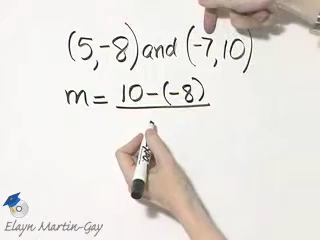 (5,-8) and (-7,10)
m = 10-(-8)
Elayn Martin-Gay